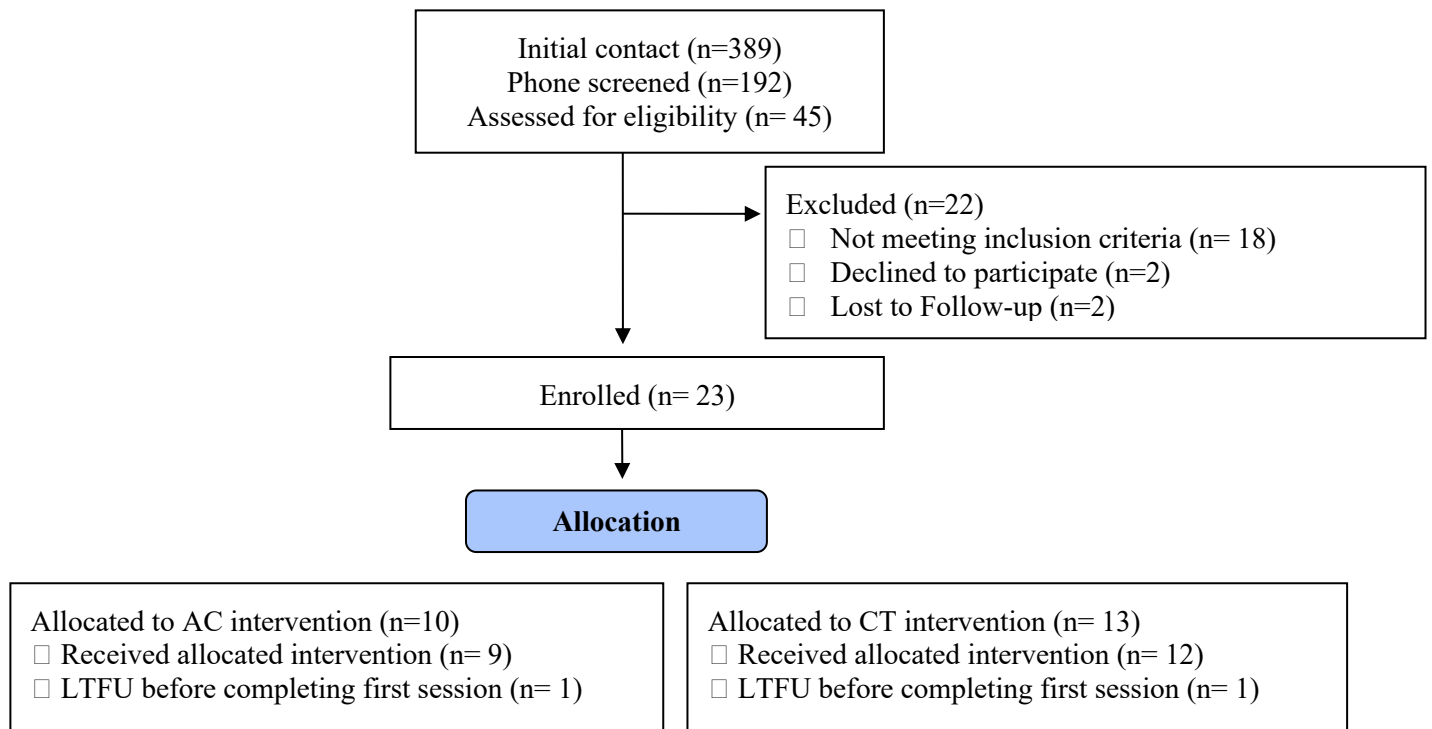 Initial contact (n=389)
Phone screened (n=192)
Assessed for eligibility (n= 45)
Excluded (n=22)
□ Not meeting inclusion criteria (n= 18)
□ Declined to participate (n=2)
□ Lost to Follow-up (n=2)
Enrolled (n= 23)
Allocation
Allocated to AC intervention (n=10)
□ Received allocated intervention (n= 9)
□ LTFU before completing first session (n= 1)
Allocated to CT intervention (n= 13)
□ Received allocated intervention (n= 12)
□ LTFU before completing first session (n= 1)